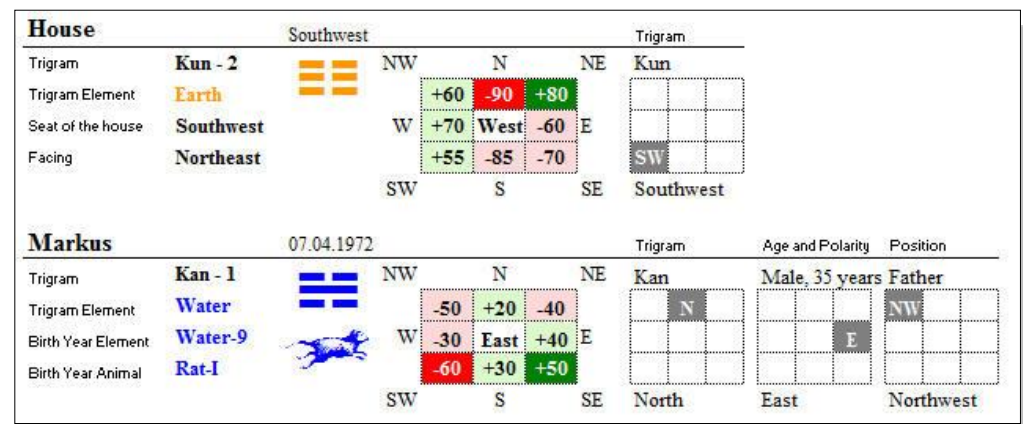 House Southwest Trigram
Trigram Kun - 2 NW N NE Kun
Trigram Element Earth +60 -90 +80
Seat of the house Southwest W +70 West -60 E
Facing Northeast +55 -85 -70 SW
SW S SE Southwest
Markus 07.04.1972 Trigram Age and Polarity Position
Trigram Kan - 1 NW N NE Kan Male, 35 years Father
Trigram Element Water -50 +20 -40 N NW
Birth Year Element Water-9 W -30 East +40 E E
Birth Year Animal Rat-I -60 +30 +50
SW S SE North East Northwest